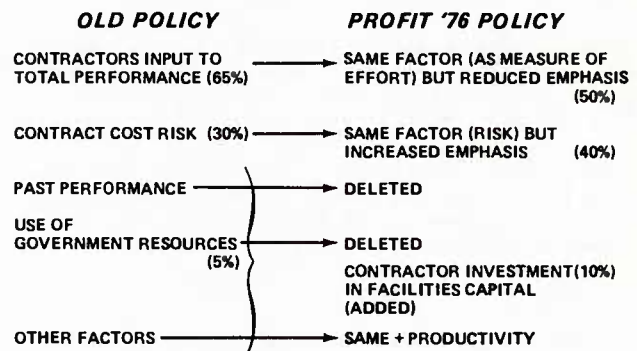 OLD POLICY
PROFIT '76 POLICY
CONTRACTORS INPUT TO
TOTAL PERFORMANCE (65%)
SAME FACTOR (AS MEASURE OF
EFFORT) BUT REDUCED EMPHASIS
(50%)
CONTRACT COST RISK (30%)
SAME FACTOR (RISK) BUT
INCREASED EMPHASIS (40%)
PAST PERFORMANCE
DELETED
USE OF
GOVERNMENT RESOURCES
(5%)
DELETED
CONTRACTOR INVESTMENT(10%)
IN FACILITIES CAPITAL
(ADDED)
OTHER FACTORS
SAME + PRODUCTIVITY